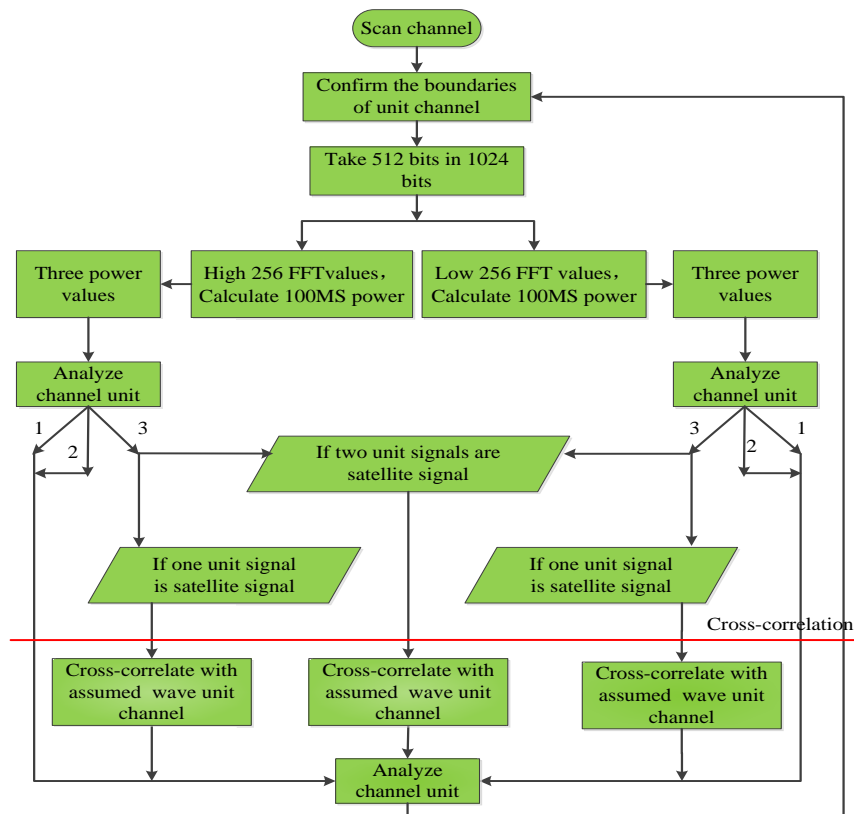 Scan channel
Confirm the boundaries
of unit channel
Take 512 bits in 1024
bits
Three power
values
High 256 FFTvalues，
Calculate 100MS power
Low 256 FFT values，
Calculate 100MS power
Three power
values
Analyze
channel unit
Analyze
channel unit
1
2
3
3
2
1
If two unit signals are
satellite signal
If one unit signal
is satellite signal
If one unit signal
is satellite signal
Cross-correlation
Cross-correlate with
assumed wave unit
channel
Cross-correlate with
assumed wave unit
channel
Cross-correlate with
assumed wave unit
channel
Analyze
channel unit